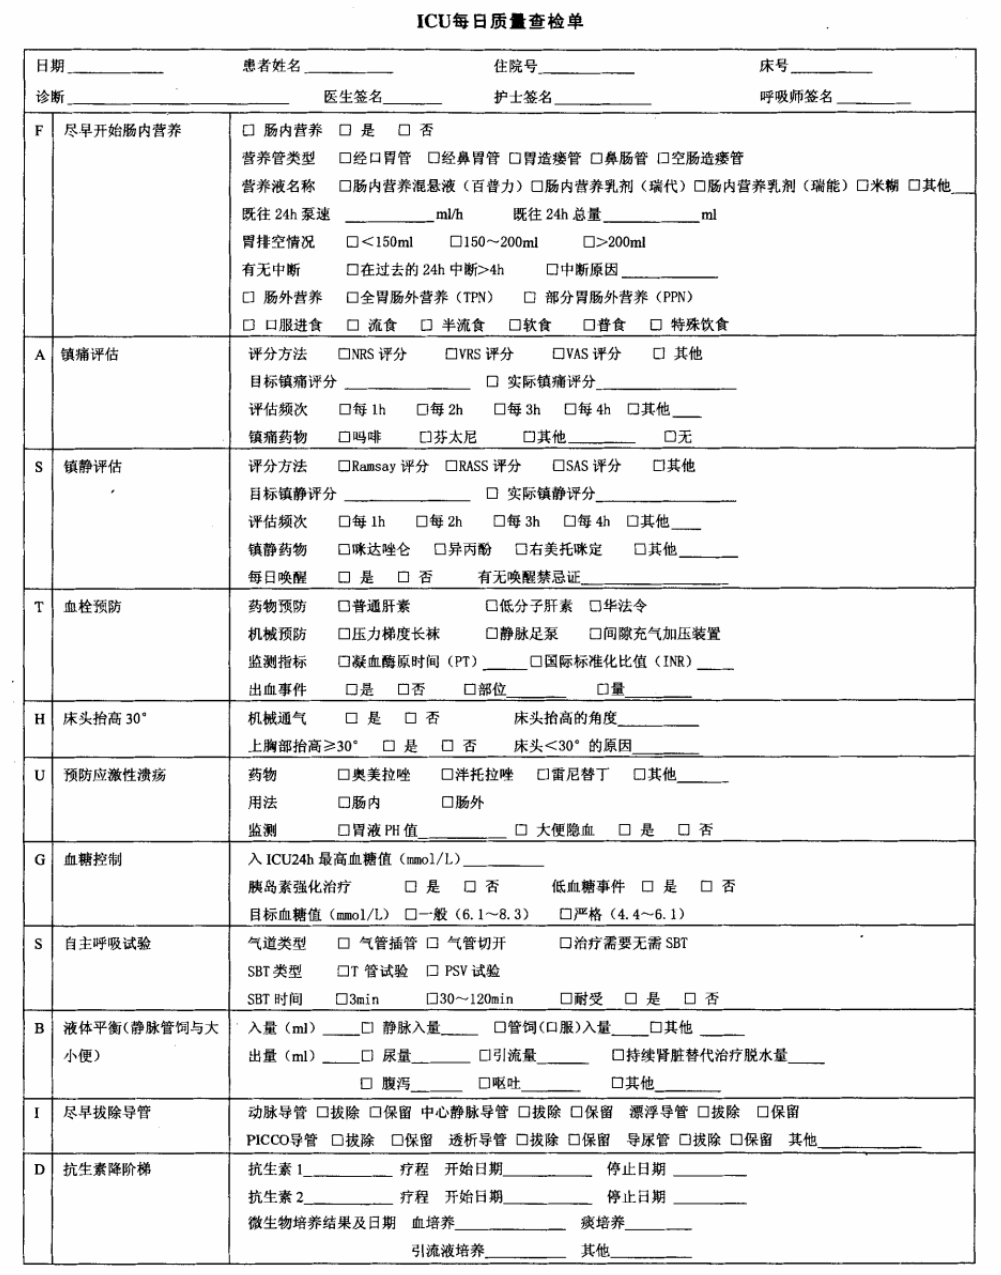 ICU每日质量查检单
日期__________ 患者姓名__________ 住院号__________ 床号__________
诊断__________ 医生签名__________ 护士签名__________ 呼吸师签名__________
F 尽早开始肠内营养 □ 肠内营养 □ 是 □ 否
营养管类型 □经口胃管 □经鼻胃管 □胃造瘘管 □鼻肠管 □空肠造瘘管
营养液名称 □肠内营养混悬液（百普力）□肠内营养乳剂（瑞代）□肠内营养乳剂（瑞能）□米糊 □其他___
既往 24h 泵速 __________ml/h 既往 24h 总量__________ml
胃排空情况 □＜150ml □150～200ml □>200ml
有无中断 □在过去的 24h 中断>4h □中断原因__________
□ 肠外营养 □全胃肠外营养（TPN） □ 部分胃肠外营养（PPN）
□ 口服进食 □ 流食 □ 半流食 □软食 □普食 □ 特殊饮食
A 镇痛评估 评分方法 □NRS 评分 □VRS 评分 □VAS 评分 □ 其他
目标镇痛评分 __________ □ 实际镇痛评分__________
评估频次 □每 1h □每 2h □每 3h □每 4h □其他___
镇痛药物 □吗啡 □芬太尼 □其他_______ □无
S 镇静评估 评分方法 □Ramsay 评分 □RASS 评分 □SAS 评分 □其他
目标镇静评分 __________ □ 实际镇静评分__________
评估频次 □每 1h □每 2h □每 3h □每 4h □其他___
镇静药物 □咪达唑仑 □异丙酚 □右美托咪定 □其他______
每日唤醒 □ 是 □ 否 有无唤醒禁忌证__________
T 血栓预防 药物预防 □普通肝素 □低分子肝素 □华法令
机械预防 □压力梯度长袜 □静脉足泵 □间隙充气加压装置
监测指标 □凝血酶原时间（PT）_____□国际标准化比值（INR）____
出血事件 □是 □否 □部位______ □量_______
H 床头抬高 30° 机械通气 □ 是 □ 否 床头抬高的角度________
上胸部抬高≥30° □ 是 □ 否 床头＜30° 的原因_______
U 预防应激性溃疡 药物 □奥美拉唑 □泮托拉唑 □雷尼替丁 □其他_____
用法 □肠内 □肠外
监测 □胃液 PH 值_________ □ 大便隐血 □ 是 □ 否
G 血糖控制 入 ICU24h 最高血糖值（mmol/L）________
胰岛素强化治疗 □ 是 □ 否 低血糖事件 □ 是 □ 否
目标血糖值（mmol/L） □一般（6.1～8.3） □严格（4.4～6.1）
S 自主呼吸试验 气道类型 □ 气管插管 □ 气管切开 □治疗需要无需 SBT
SBT 类型 □T 管试验 □ PSV 试验
SBT 时间 □3min □30～120min □耐受 □ 是 □ 否
B 液体平衡（静脉管饲与大 入量（ml）____□ 静脉入量____ □管饲(口服)入量____□其他 ____
小便） 出量（ml）____□ 尿量______ □引流量_____ □持续肾脏替代治疗脱水量____
□ 腹泻_____ □呕吐_____ □其他_______
I 尽早拔除导管 动脉导管 □拔除 □保留 中心静脉导管 □拔除 □保留 漂浮导管 □拔除 □保留
PICCO导管 □拔除 □保留 透析导管 □拔除 □保留 导尿管 □拔除 □保留 其他__________
D 抗生素降阶梯 抗生素 1_________ 疗程 开始日期_________ 停止日期 ________
抗生素 2_________ 疗程 开始日期_________ 停止日期 ________
微生物培养结果及日期 血培养_________ 痰培养_______
引流液培养________ 其他________